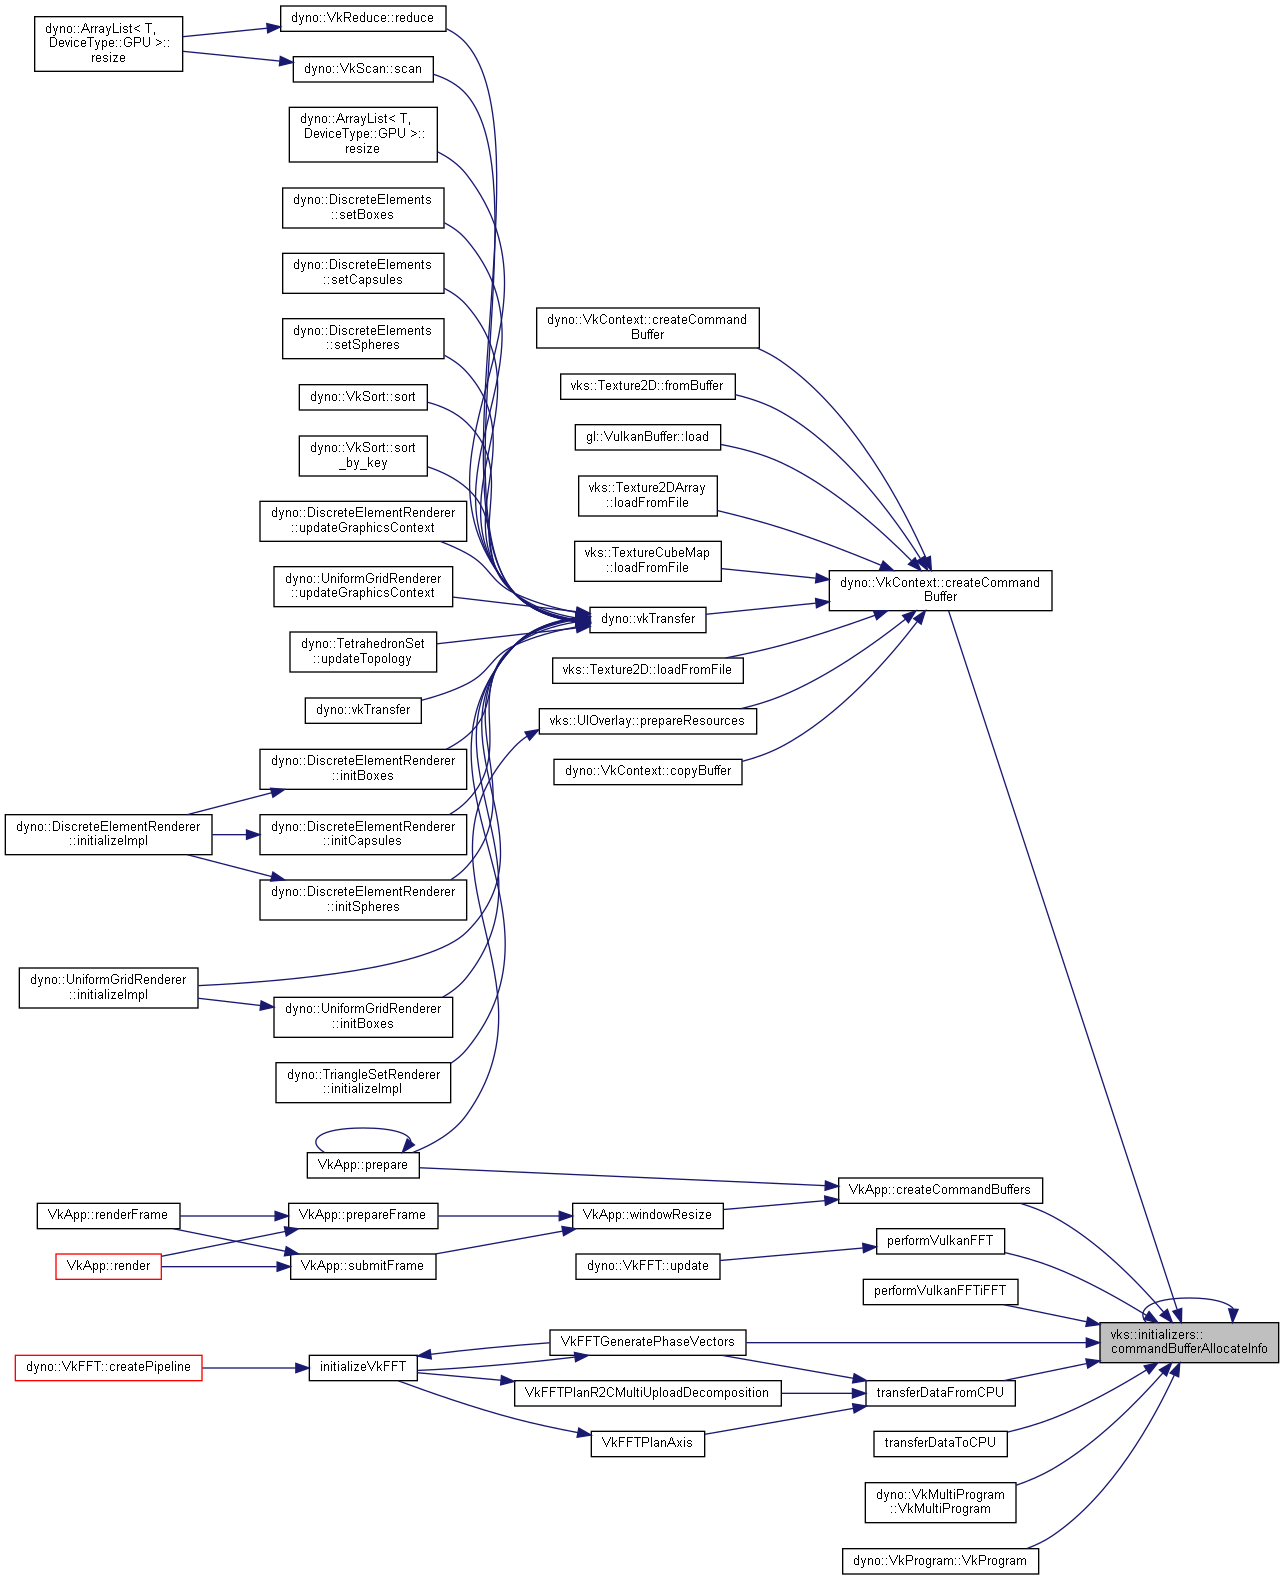 dyno::ArrayList< T,
DeviceType::GPU >::
resize
dyno::VkReduce::reduce
dyno::VkScan::scan
dyno::ArrayList< T,
DeviceType::GPU >::
resize
dyno::DiscreteElements
::setBoxes
dyno::DiscreteElements
::setCapsules
dyno::DiscreteElements
::setSpheres
dyno::VkSort::sort
dyno::VkSort::sort
_by_key
dyno::DiscreteElementRenderer
::updateGraphicsContext
dyno::UniformGridRenderer
::updateGraphicsContext
dyno::TetrahedronSet
::updateTopology
dyno::vkTransfer
dyno::DiscreteElementRenderer
::initBoxes
dyno::DiscreteElementRenderer
::initializeImpl
dyno::DiscreteElementRenderer
::initCapsules
dyno::DiscreteElementRenderer
::initSpheres
dyno::UniformGridRenderer
::initializeImpl
dyno::UniformGridRenderer
::initBoxes
dyno::TriangleSetRenderer
::initializeImpl
VkApp::prepare
dyno::VkContext::createCommand
Buffer
vks::Texture2D::fromBuffer
gl::VulkanBuffer::load
vks::Texture2DArray
::loadFromFile
vks::TextureCubeMap
::loadFromFile
dyno::vkTransfer
vks::Texture2D::loadFromFile
vks::UIOverlay::prepareResources
dyno::VkContext::copyBuffer
dyno::VkContext::createCommand
Buffer
VkApp::renderFrame
VkApp::render
VkApp::prepareFrame
VkApp::submitFrame
VkApp::windowResize
VkApp::createCommandBuffers
dyno::VkFFT::update
performVulkanFFT
performVulkanFFTiFFT
dyno::VkFFT::createPipeline
initializeVkFFT
VkFFTGeneratePhaseVectors
VkFFTPlanR2CMultiUploadDecomposition
VkFFTPlanAxis
transferDataFromCPU
transferDataToCPU
dyno::VkMultiProgram
::VkMultiProgram
dyno::VkProgram::VkProgram
vks::initializers::
commandBufferAllocateInfo